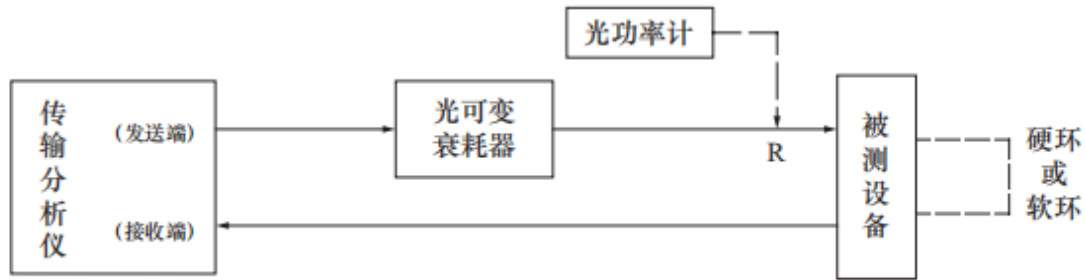 光功率计
传输分析仪
(发送端)
(接收端)
光可变
衰耗器
R
被测设备
硬环
或
软环